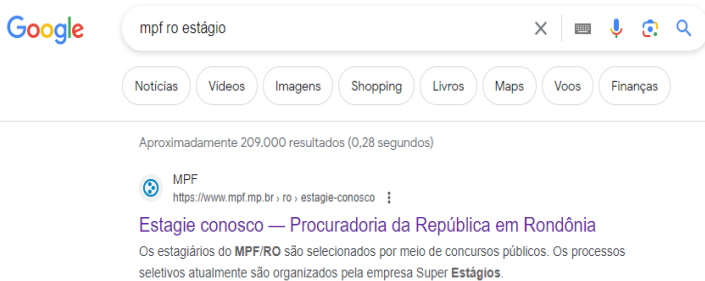 Google
mpf ro estágio
Notícias Vídeos Imagens Shopping Livros Maps Voos Finanças
Aproximadamente 209.000 resultados (0,28 segundos)
MPF
https://www.mpf.mp.br › ro › estagie-conosco
Estagie conosco — Procuradoria da República em Rondônia
Os estagiários do MPF/RO são selecionados por meio de concursos públicos. Os processos
seletivos atualmente são organizados pela empresa Super Estágios.